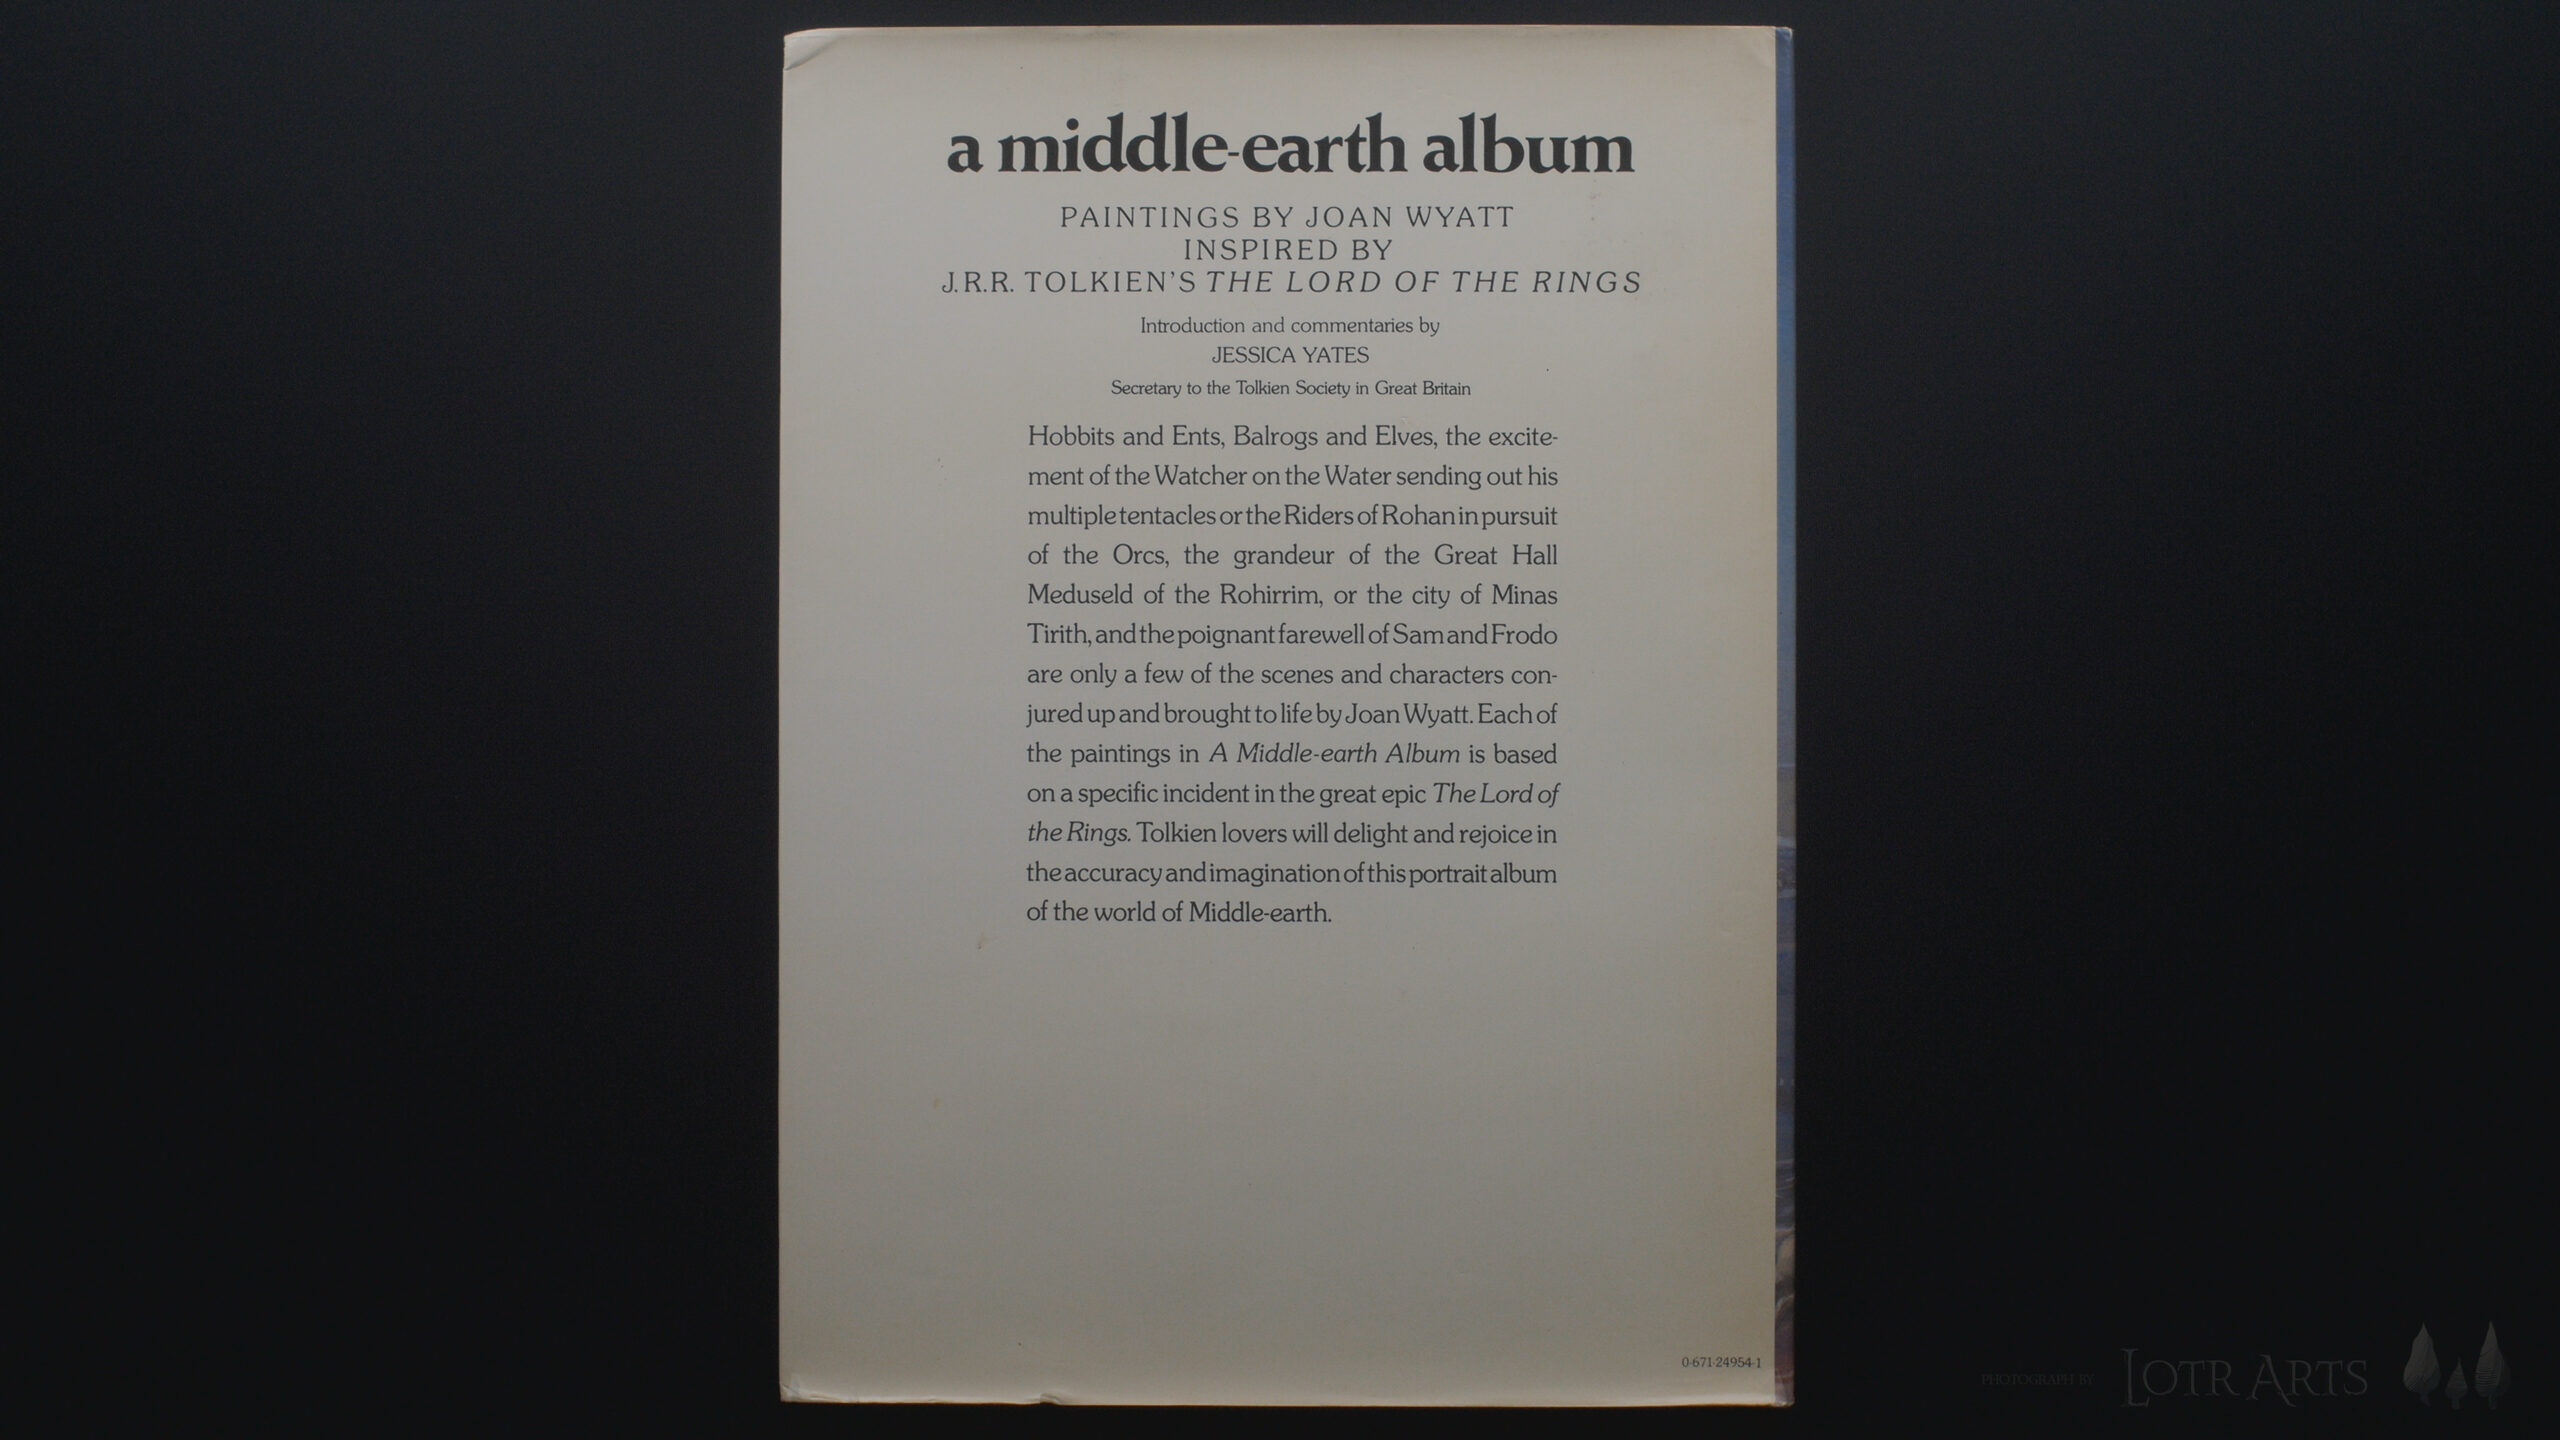 a middle-earth album
PAINTINGS BY JOAN WYATT
INSPIRED BY
J.R.R. TOLKIEN'S THE LORD OF THE RINGS
Introduction and commentaries by
JESSICA YATES
Secretary to the Tolkien Society in Great Britain
Hobbits and Ents, Balrogs and Elves, the excite-
ment of the Watcher on the Water sending out his
multiple tentacles or the Riders of Rohan in pursuit
of the Orcs, the grandeur of the Great Hall
Meduseld of the Rohirrim, or the city of Minas
Tirith, and the poignant farewell of Sam and Frodo
are only a few of the scenes and characters con-
jured up and brought to life by Joan Wyatt. Each of
the paintings in A Middle-earth Album is based
on a specific incident in the great epic The Lord of
the Rings. Tolkien lovers will delight and rejoice in
the accuracy and imagination of this portrait album
of the world of Middle-earth.
0-671-24954-1
PHOTOGRAPH BY LOTR ARTS